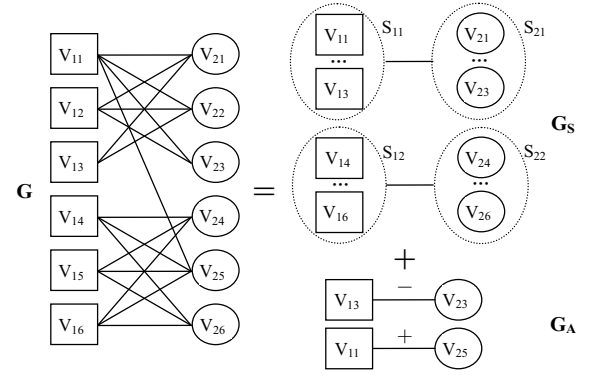 V11 V21
V12 V22
V13 V23
G
V14 V24
V15 V25
V16 V26
=
V11 S11 V21 S21
... ...
V13 V23
GS
V14 S12 V24 S22
... ...
V16 V26
+
V13 − V23
GA
V11 + V25